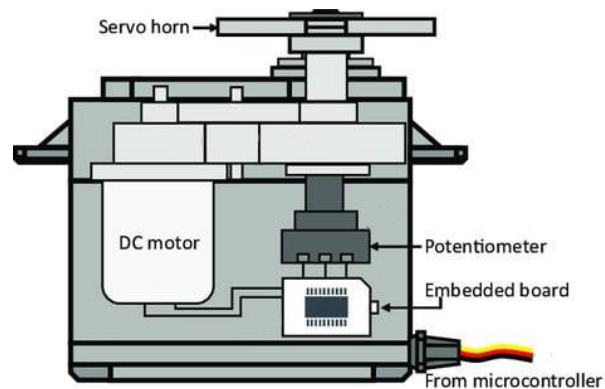 Servo horn
DC motor
Potentiometer
Embedded board
From microcontroller